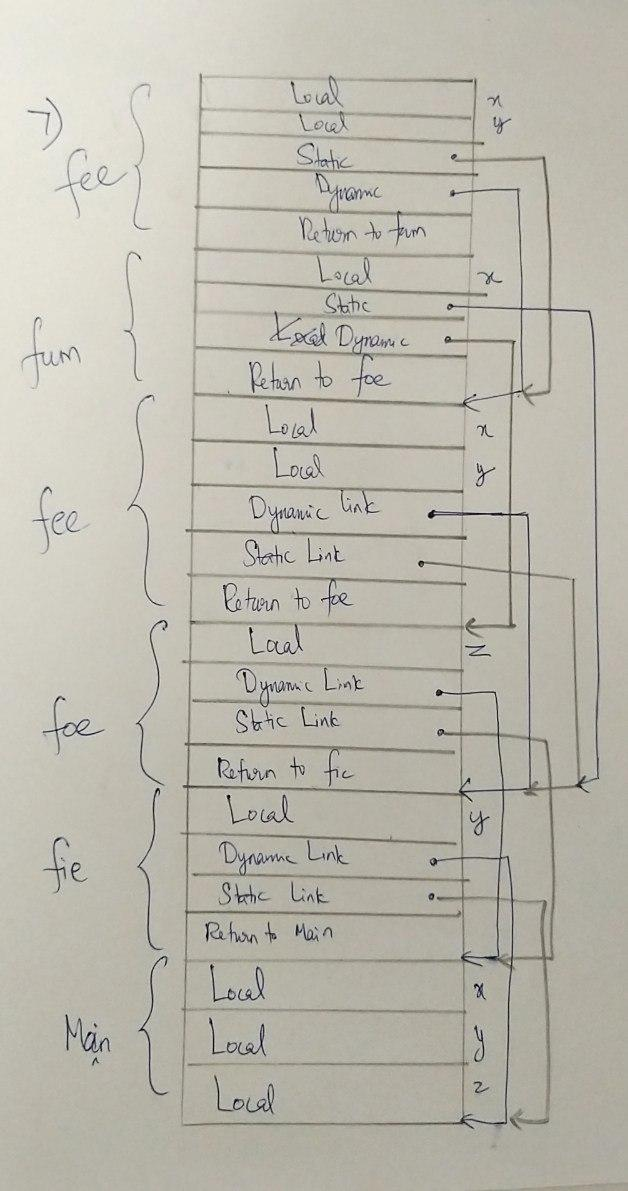 7)
fee
Local x
Local y
Static
Dynamic
Return to fum
fum
Local x
Static
Local Dynamic
Return to foe
fee
Local x
Local y
Dynamic link
Static Link
Return to foe
foe
Local z
Dynamic Link
Static Link
Return to fie
fie
Local y
Dynamic Link
Static Link
Return to Main
Main
Local x
Local y
Local z